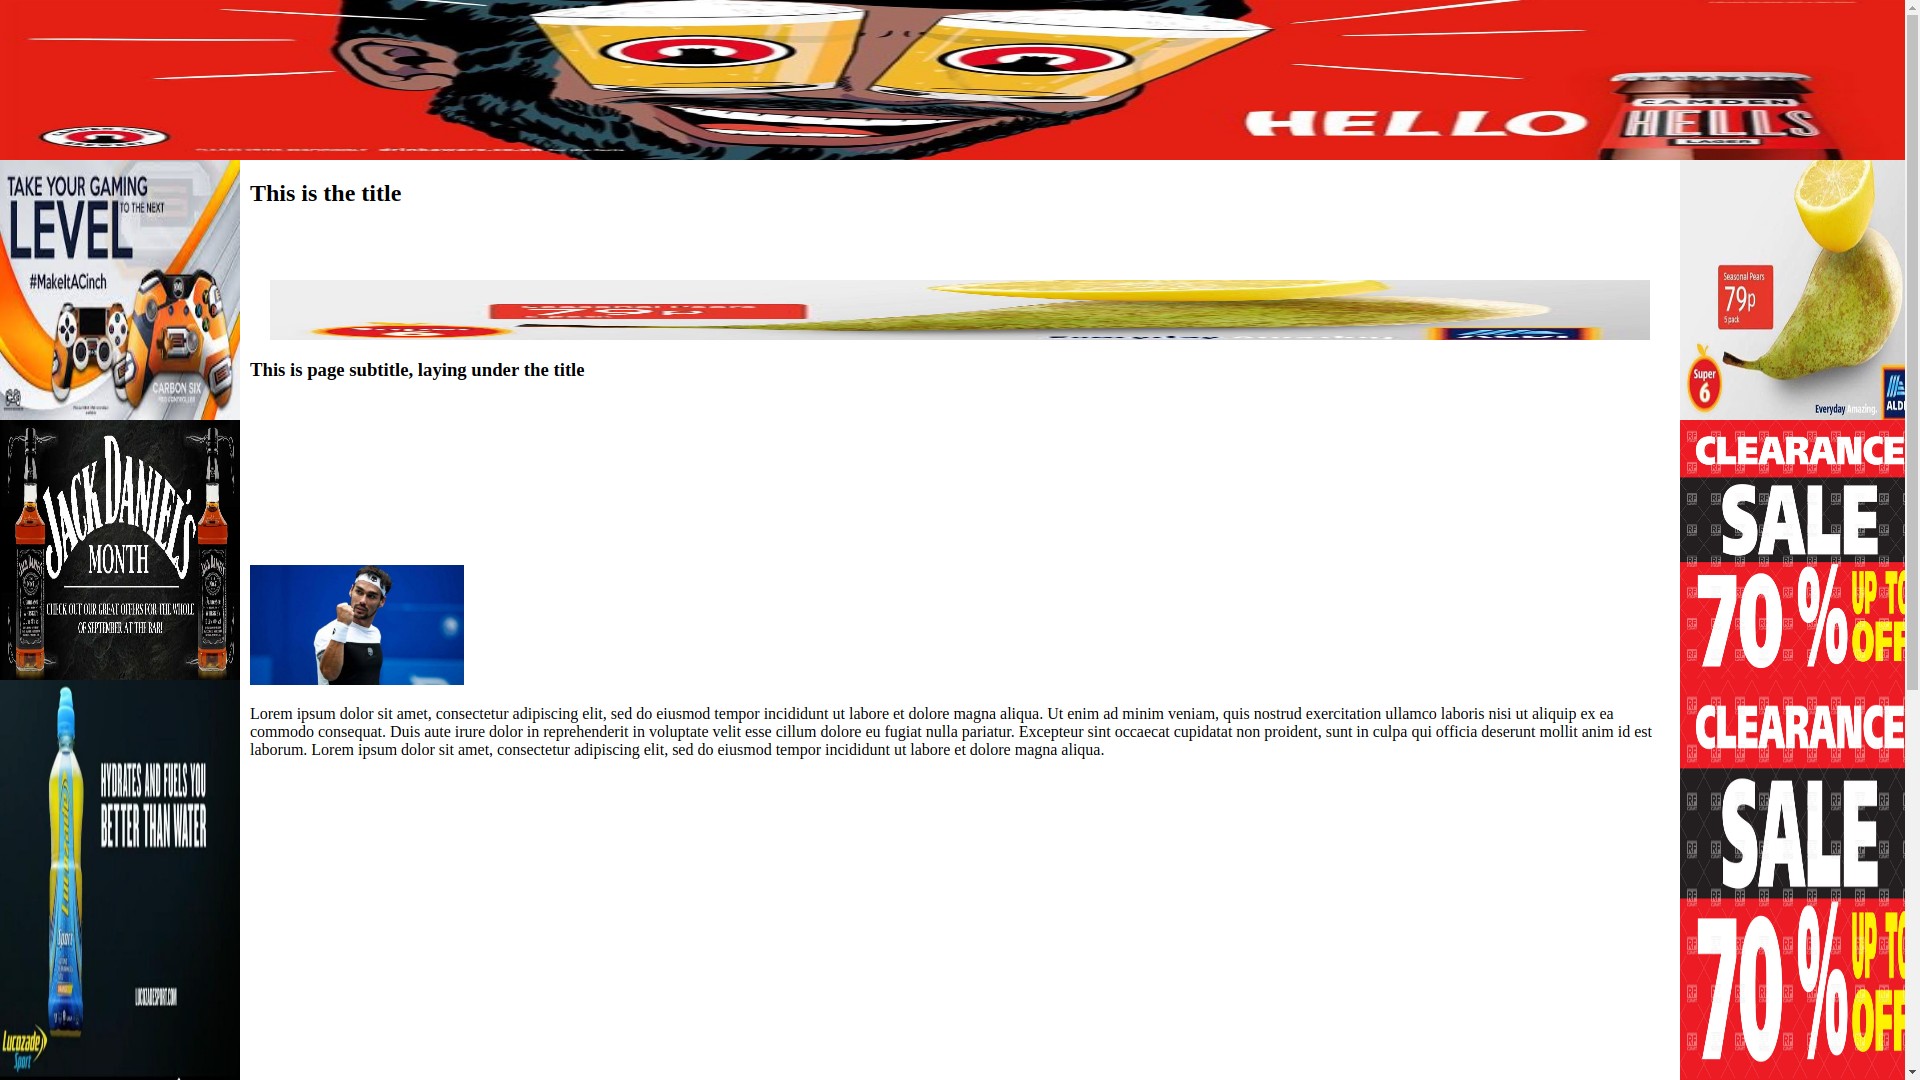 HELLO
CAMDEN
HELLS
LAGER
TAKE YOUR GAMING
LEVEL
TO THE NEXT
#MakeItACinch
CARBON SIX
This is the title
Seasonal Pears
79p
5 pack
Super
6
Everyday Amazing.
ALDI
This is page subtitle, laying under the title
JACK DANIEL'S
MONTH
CHECK OUT OUR GREAT OFFERS FOR THE WHOLE
OF SEPTEMBER AT THE BAR!
CLEARANCE
SALE
70 % UP TO
OFF
Lorem ipsum dolor sit amet, consectetur adipiscing elit, sed do eiusmod tempor incididunt ut labore et dolore magna aliqua. Ut enim ad minim veniam, quis nostrud exercitation ullamco laboris nisi ut aliquip ex ea
commodo consequat. Duis aute irure dolor in reprehenderit in voluptate velit esse cillum dolore eu fugiat nulla pariatur. Excepteur sint occaecat cupidatat non proident, sunt in culpa qui officia deserunt mollit anim id est
laborum. Lorem ipsum dolor sit amet, consectetur adipiscing elit, sed do eiusmod tempor incididunt ut labore et dolore magna aliqua.
HYDRATES AND FUELS YOU
BETTER THAN WATER
Lucozade
Sport
LUCOZADESPORT.COM
Lucozade
Sport
CLEARANCE
SALE
70 % UP TO
OFF